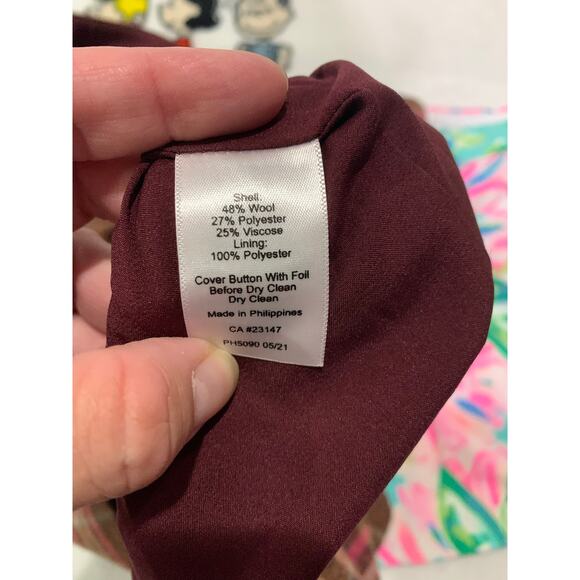 Shell:
48% Wool
27% Polyester
25% Viscose
Lining:
100% Polyester
Cover Button With Foil
Before Dry Clean
Dry Clean
Made in Philippines
CA #23147
PH5090 05/21